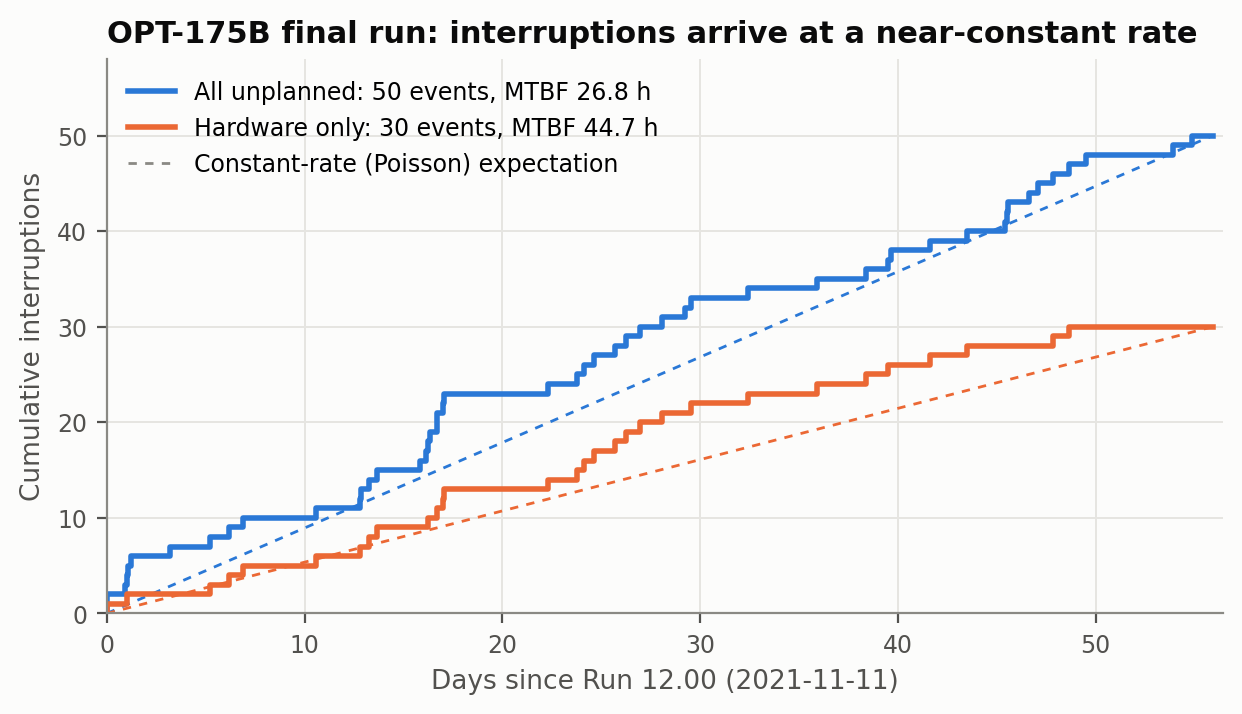 OPT-175B final run: interruptions arrive at a near-constant rate
All unplanned: 50 events, MTBF 26.8 h
Hardware only: 30 events, MTBF 44.7 h
Constant-rate (Poisson) expectation
Cumulative interruptions
50
40
30
20
10
0
0 10 20 30 40 50
Days since Run 12.00 (2021-11-11)